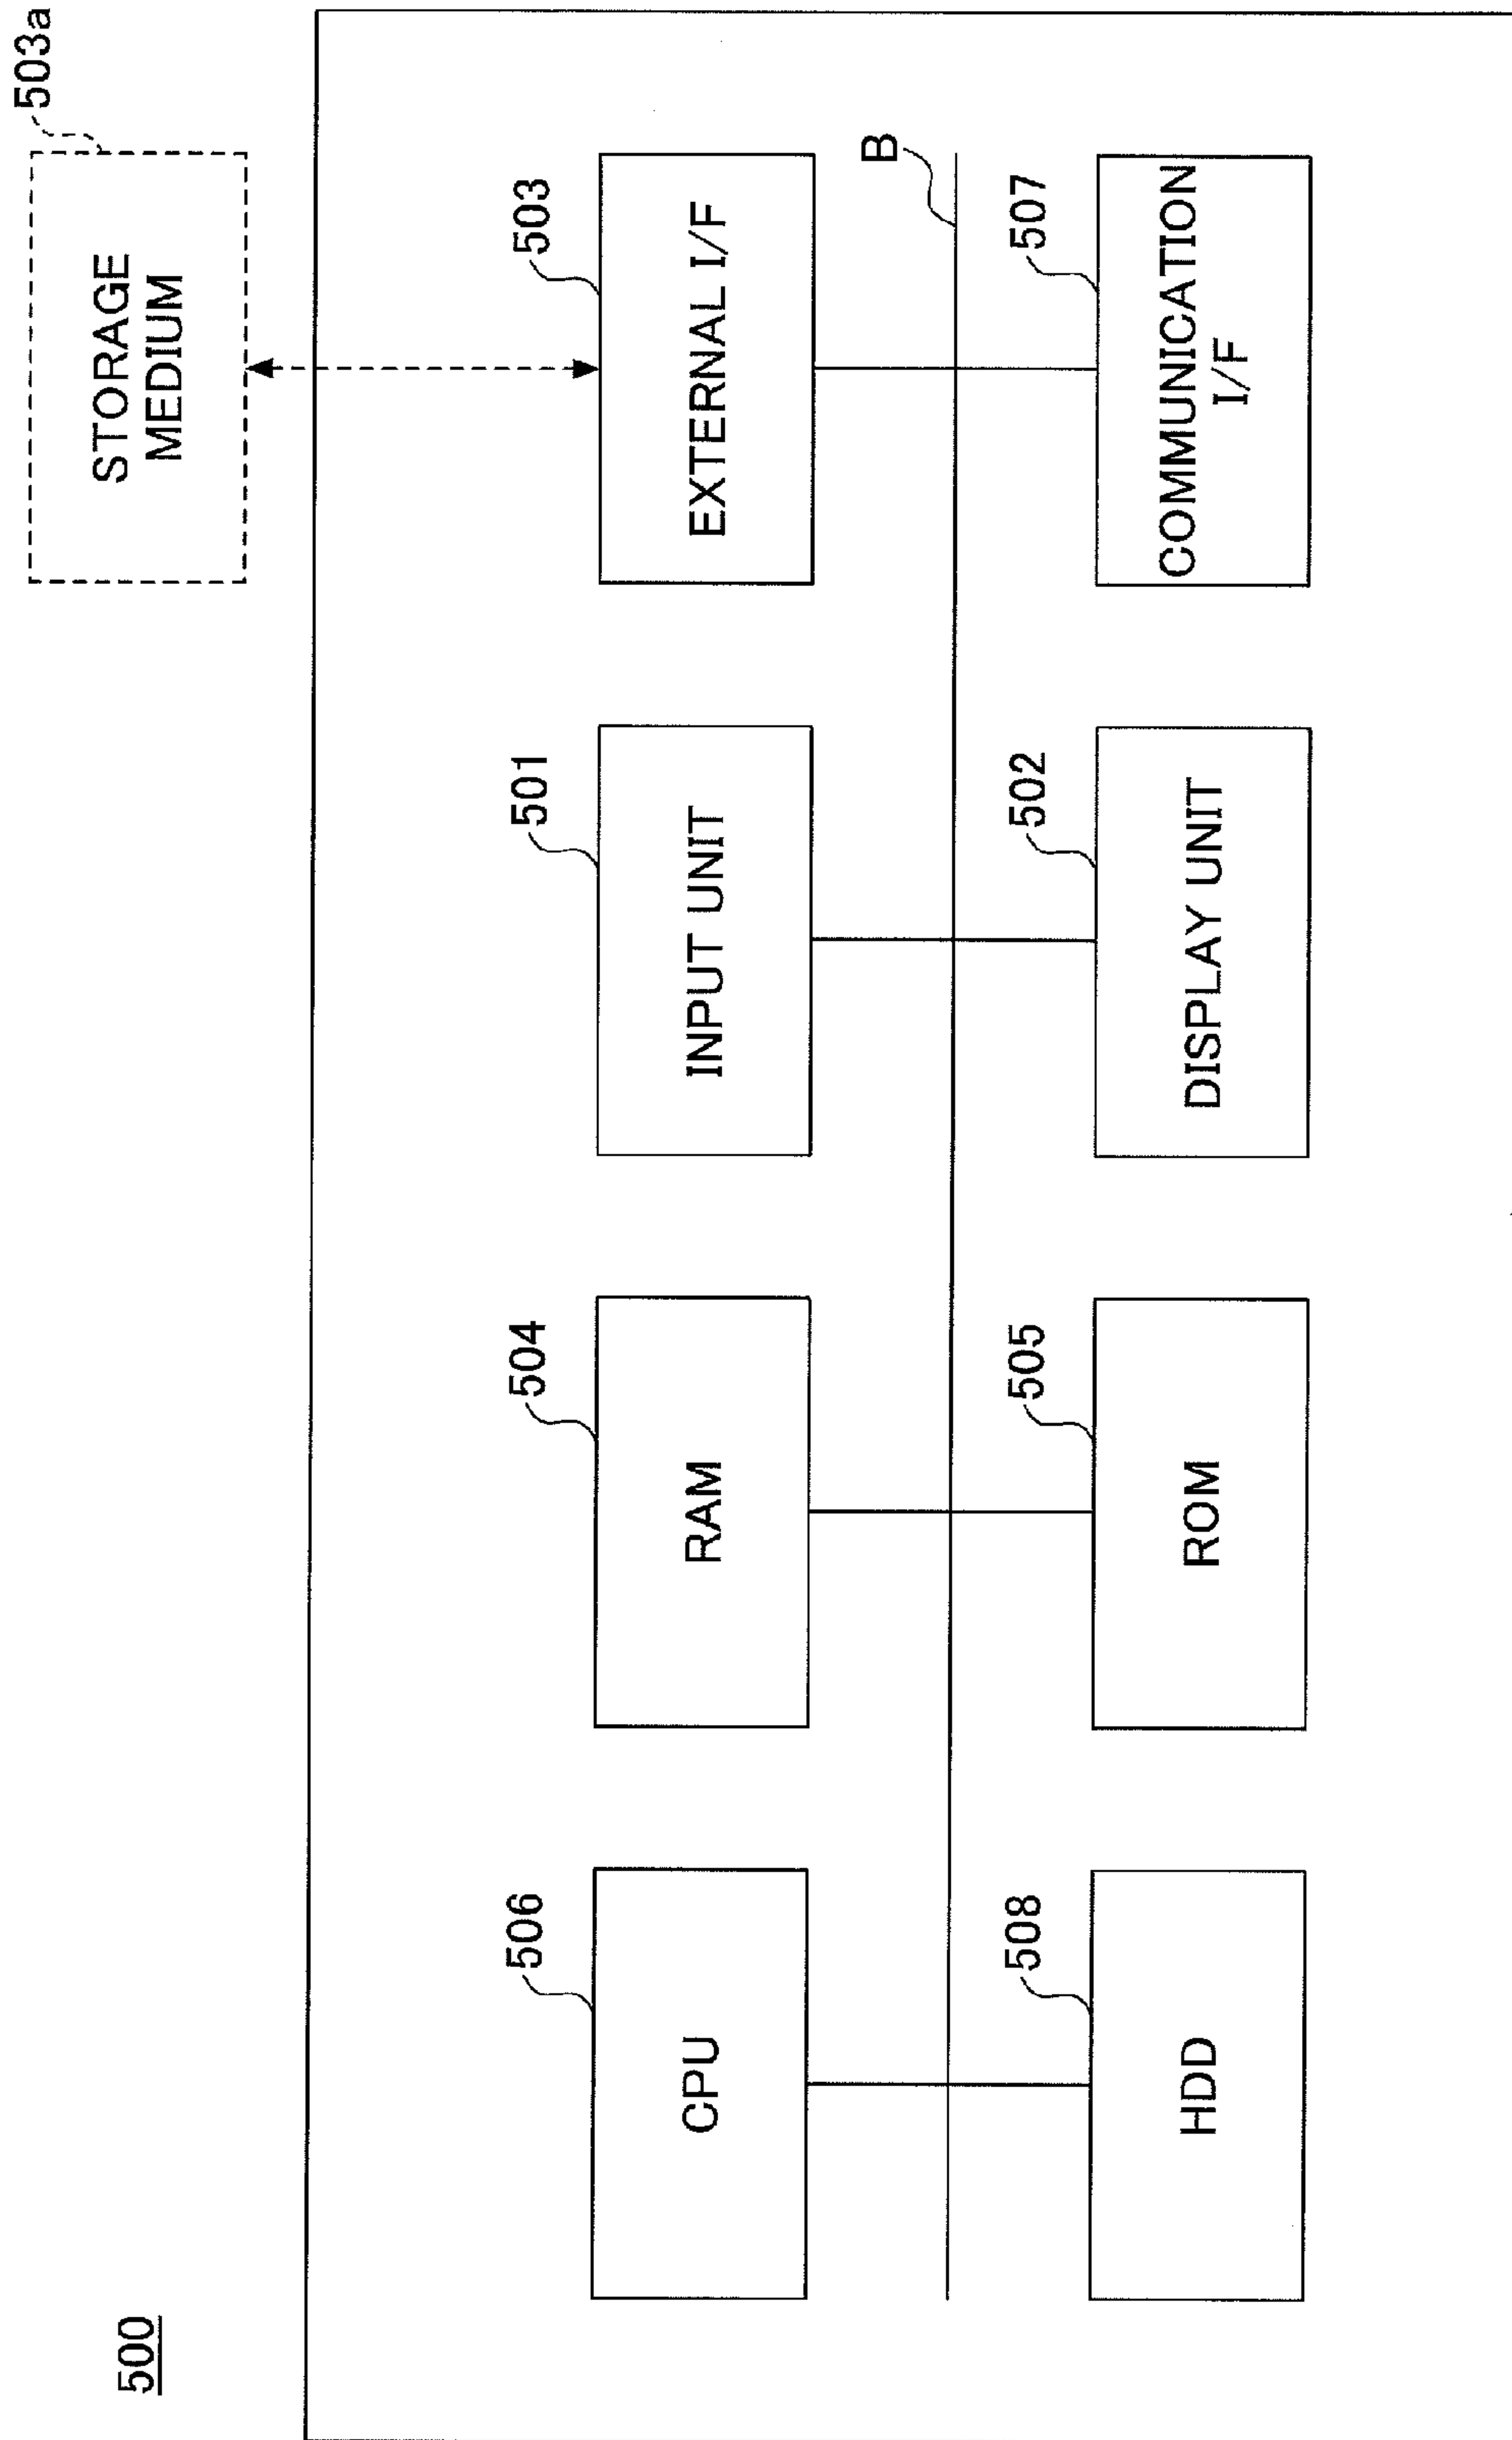 500
503a
STORAGE
MEDIUM
506
CPU
504
RAM
501
INPUT UNIT
503
EXTERNAL I/F
B
508
HDD
505
ROM
502
DISPLAY UNIT
507
COMMUNICATION
I/F